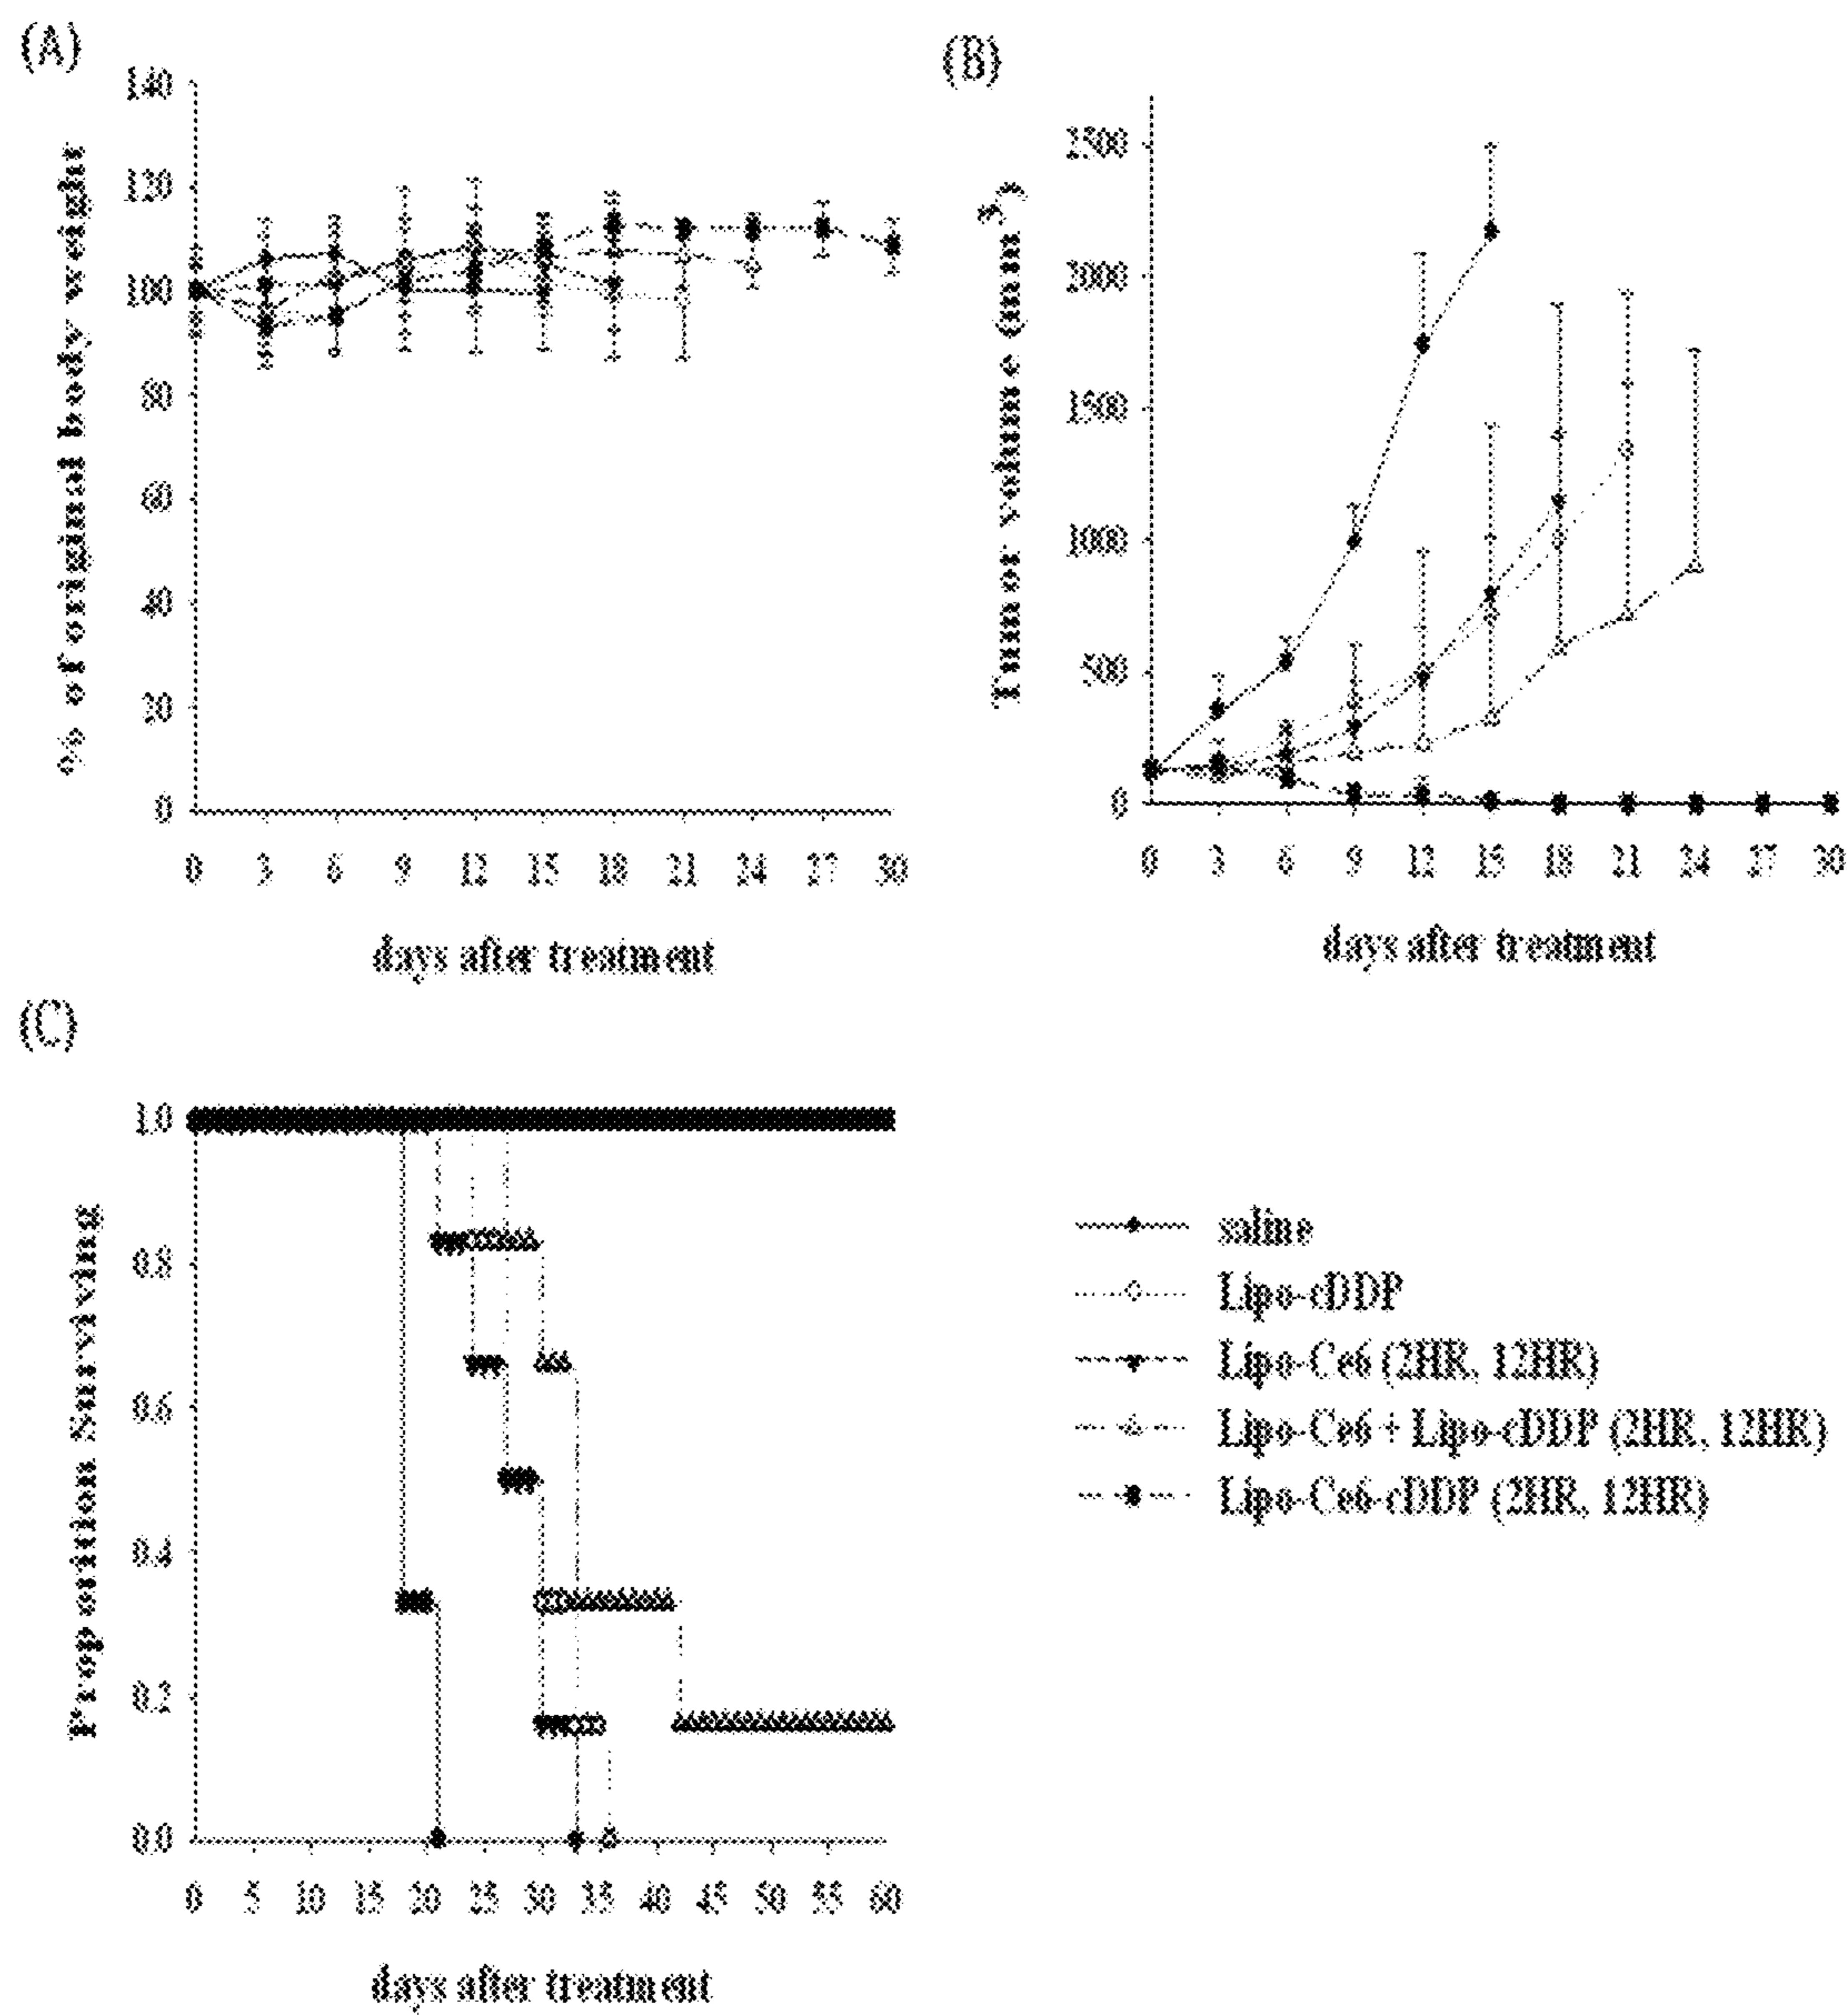 (A)
140
120
100
80
60
40
20
0
% of original body weight
0 3 6 9 12 15 18 21 24 27 30
days after treatment
(B)
2500
2000
1500
1000
500
0
Tumor volume (mm3)
0 3 6 9 12 15 18 21 24 27 30
days after treatment
(C)
1.0
0.8
0.6
0.4
0.2
0.0
Proportion Surviving
0 5 10 15 20 25 30 35 40 45 50 55 60
days after treatment
saline
Lipo-cDDP
Lipo-Ce6 (2HR, 12HR)
Lipo-Ce6 + Lipo-cDDP (2HR, 12HR)
Lipo-Ce6-cDDP (2HR, 12HR)